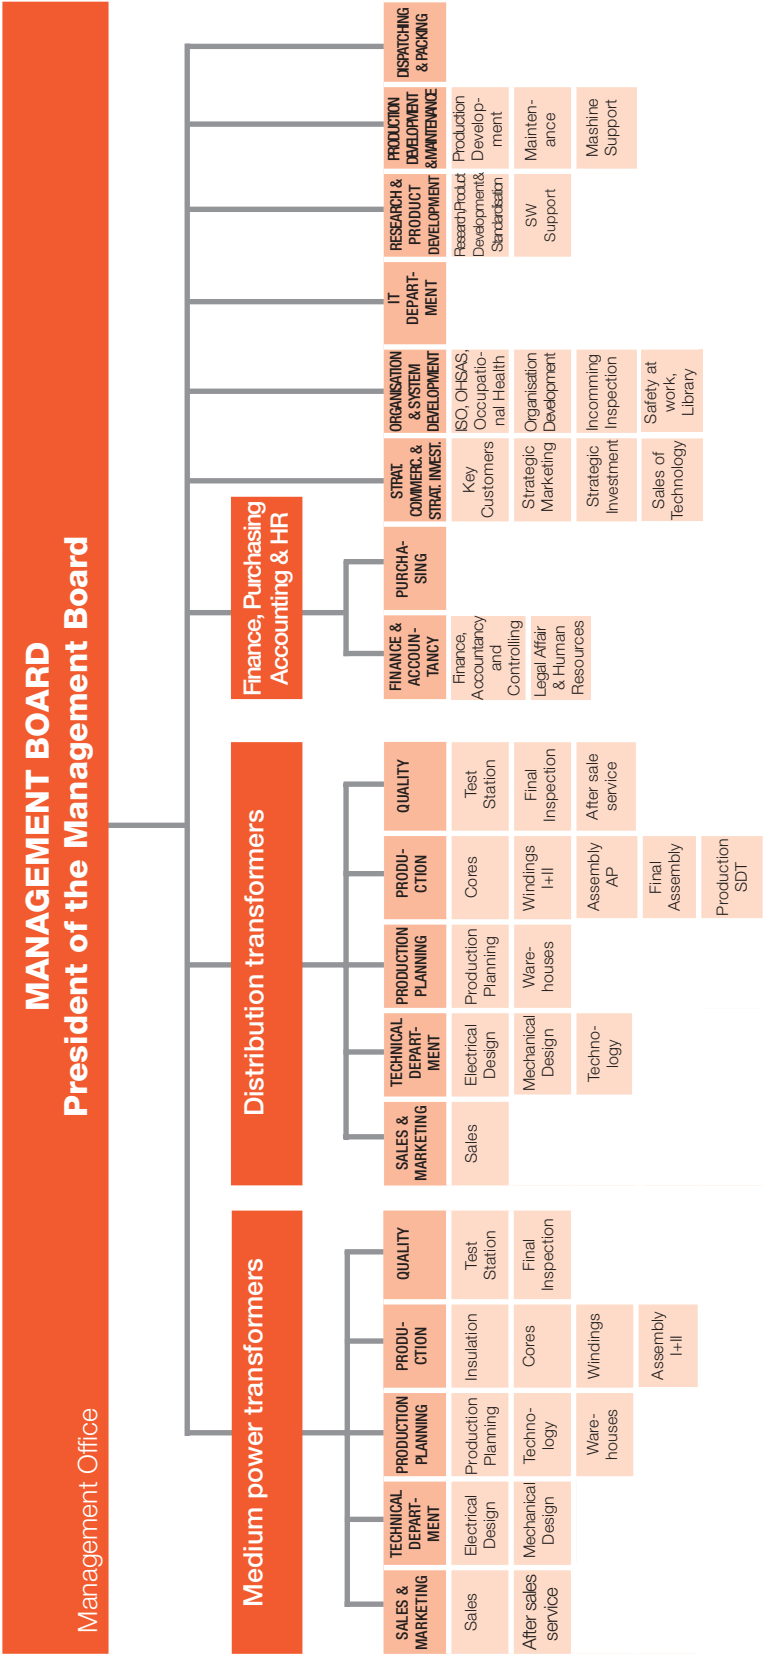 MANAGEMENT BOARD
President of the Management Board
Management Office
Medium power transformers
SALES &
MARKETING
Sales
After sales
service
TECHNICAL
DEPART-
MENT
Electrical
Design
Mechanical
Design
PRODUCTION
PLANNING
Production
Planning
Techno-
logy
Ware-
houses
PRODU-
CTION
Insulation
Cores
Windings
Assembly
I+II
QUALITY
Test
Station
Final
Inspection
Distribution transformers
SALES &
MARKETING
Sales
TECHNICAL
DEPART-
MENT
Electrical
Design
Mechanical
Design
Techno-
logy
PRODUCTION
PLANNING
Production
Planning
Ware-
houses
PRODU-
CTION
Cores
Windings
I+II
Assembly
AP
Final
Assembly
Production
SDT
QUALITY
Test
Station
Final
Inspection
After sale
service
Finance, Purchasing
Accounting & HR
FINANCE &
ACCOUN-
TANCY
Finance,
Accountancy
and
Controlling
Legal Affair
& Human
Resources
PURCHA-
SING
STRAT.
COMMERC. &
STRAT. INVEST.
Key
Customers
Strategic
Marketing
Strategic
Investment
Sales of
Technology
ORGANISATION
& SYSTEM
DEVELOPMENT
ISO, OHSAS,
Occupatio-
nal Health
Organisation
Development
Incomming
Inspection
Safety at
work,
Library
IT
DEPART-
MENT
RESEARCH &
PRODUCT
DEVELOPMENT
Research,Product
Development &
Standardisation
SW
Support
PRODUCTION
DEVELOPMENT
& MAINTENANCE
Production
Develop-
ment
Mainten-
ance
Mashine
Support
DISPATCHING
& PACKING